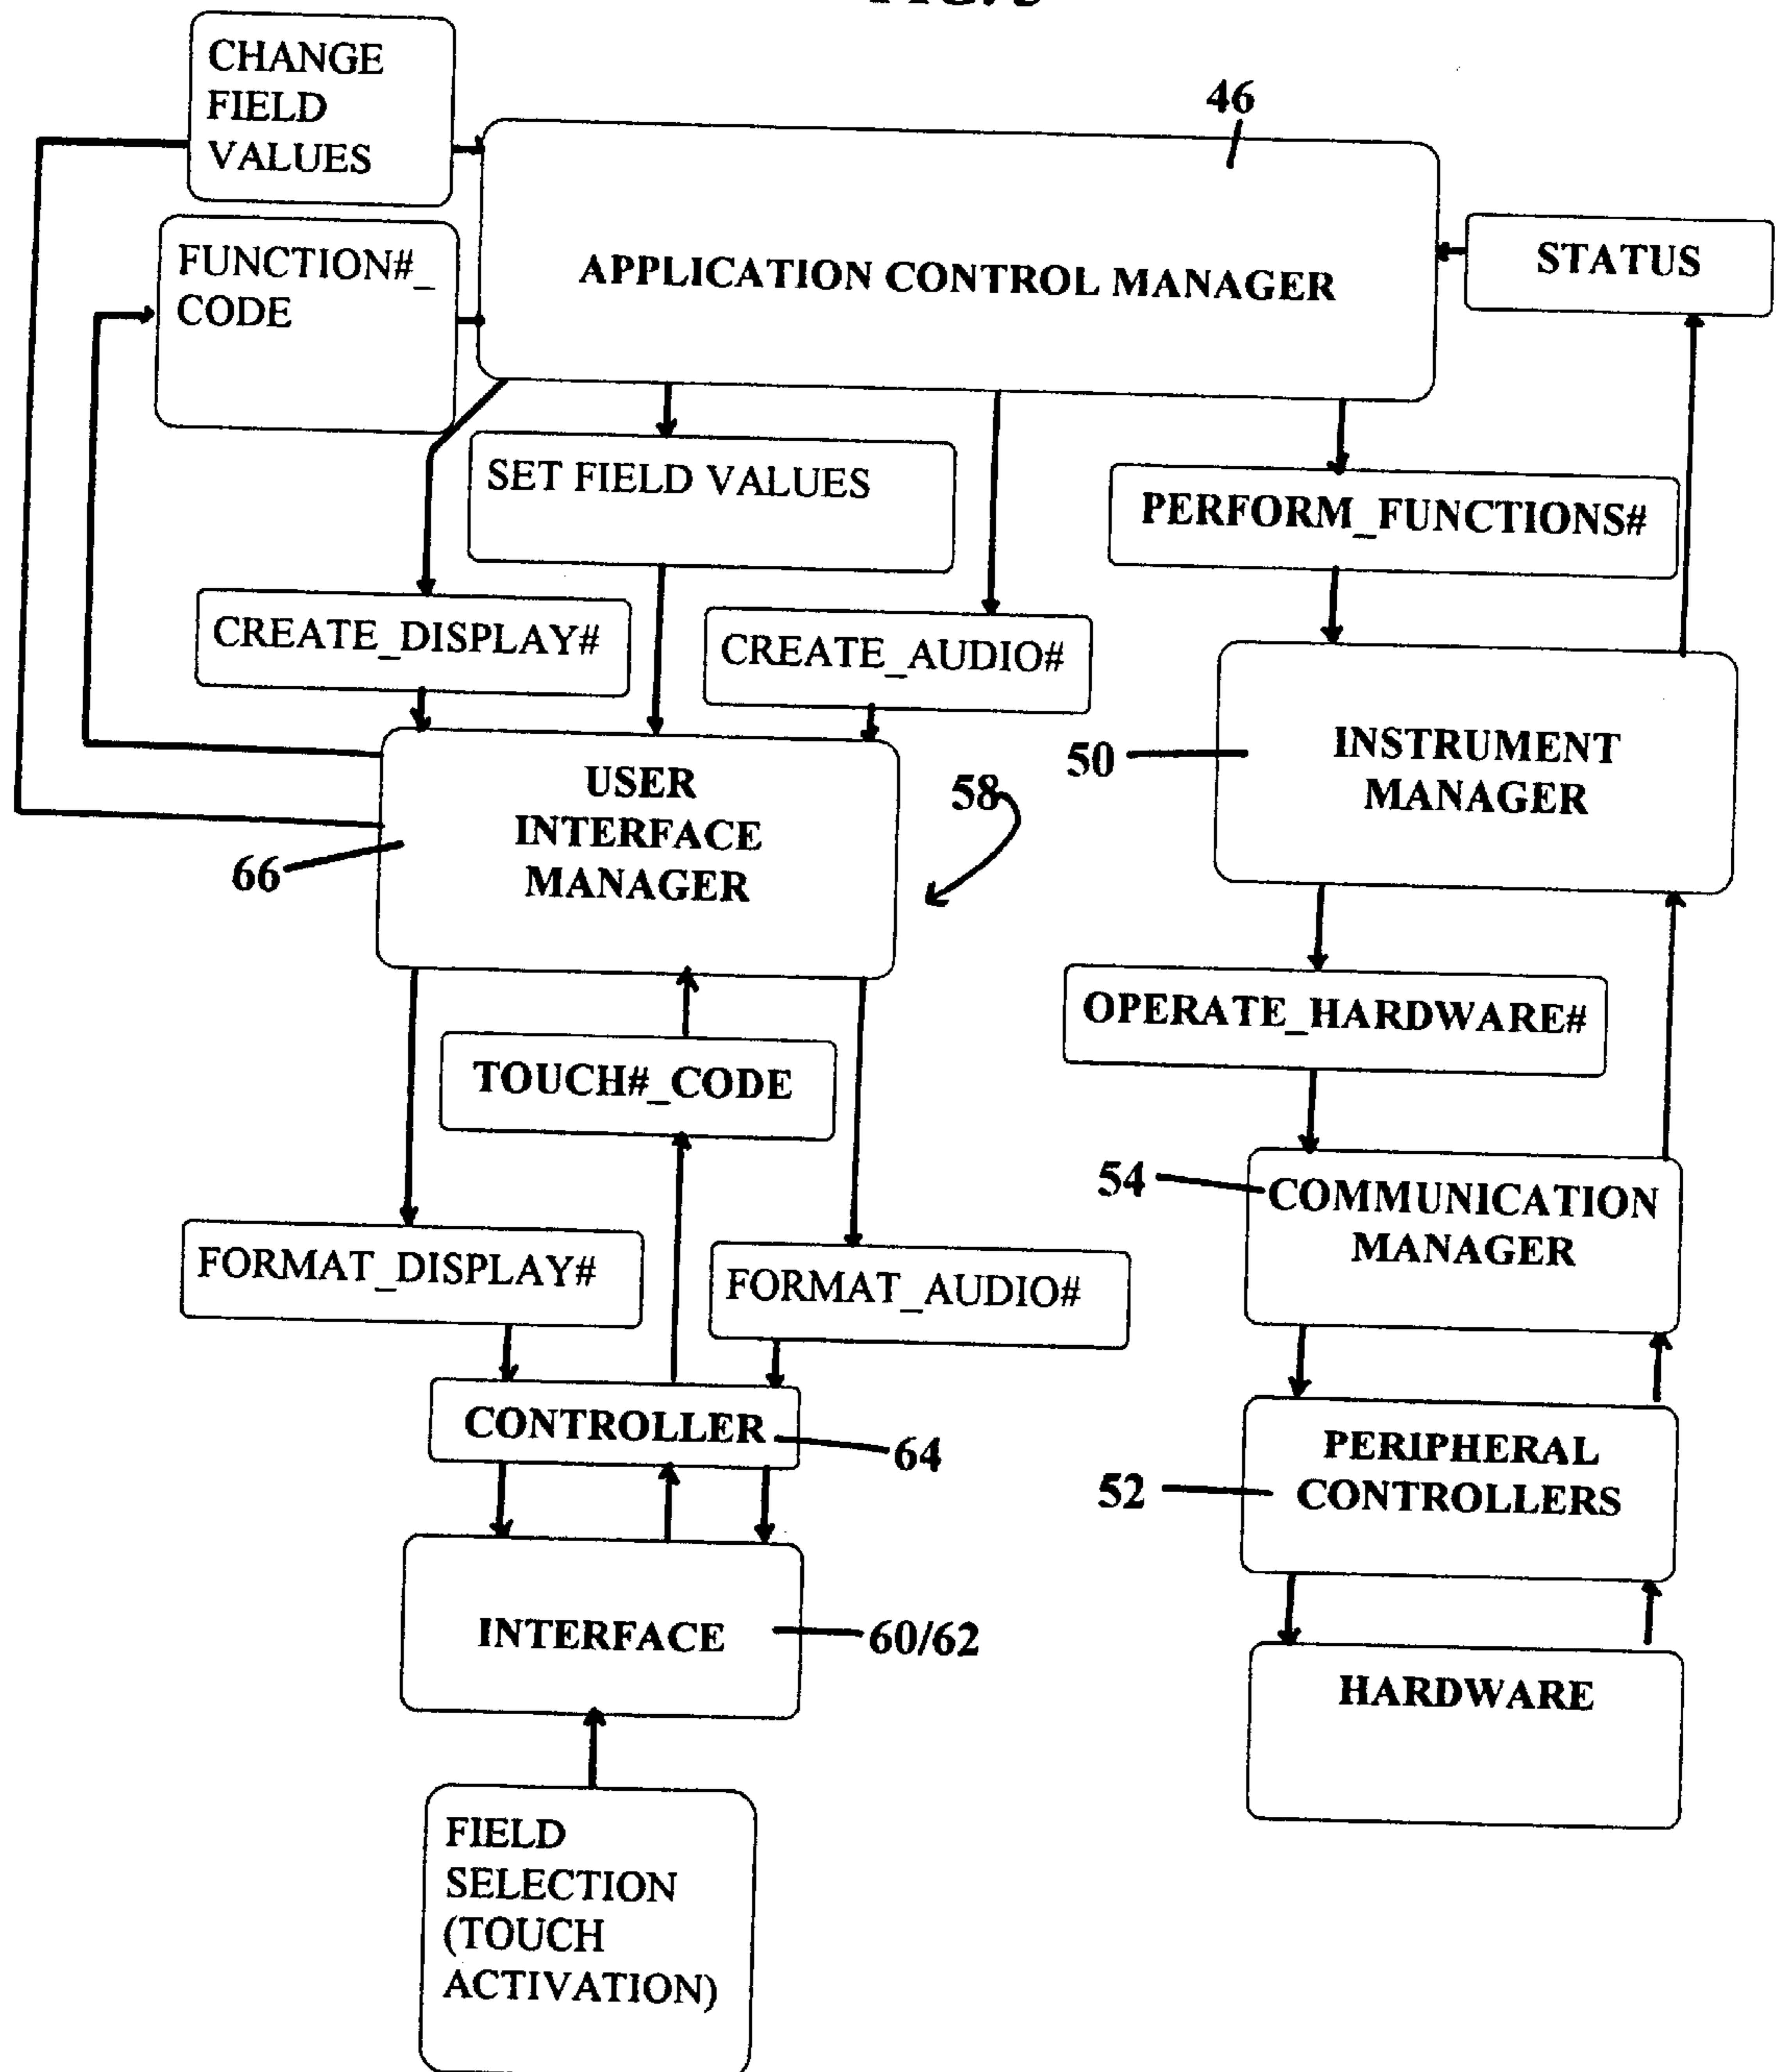 CHANGE
FIELD
VALUES
46
FUNCTION#_
CODE
APPLICATION CONTROL MANAGER
STATUS
SET FIELD VALUES
PERFORM_FUNCTIONS#
CREATE_DISPLAY#
CREATE_AUDIO#
USER
INTERFACE
MANAGER
66
58
50
INSTRUMENT
MANAGER
OPERATE_HARDWARE#
TOUCH#_CODE
54
COMMUNICATION
MANAGER
FORMAT_DISPLAY#
FORMAT_AUDIO#
CONTROLLER
64
52
PERIPHERAL
CONTROLLERS
INTERFACE
60/62
HARDWARE
FIELD
SELECTION
(TOUCH
ACTIVATION)